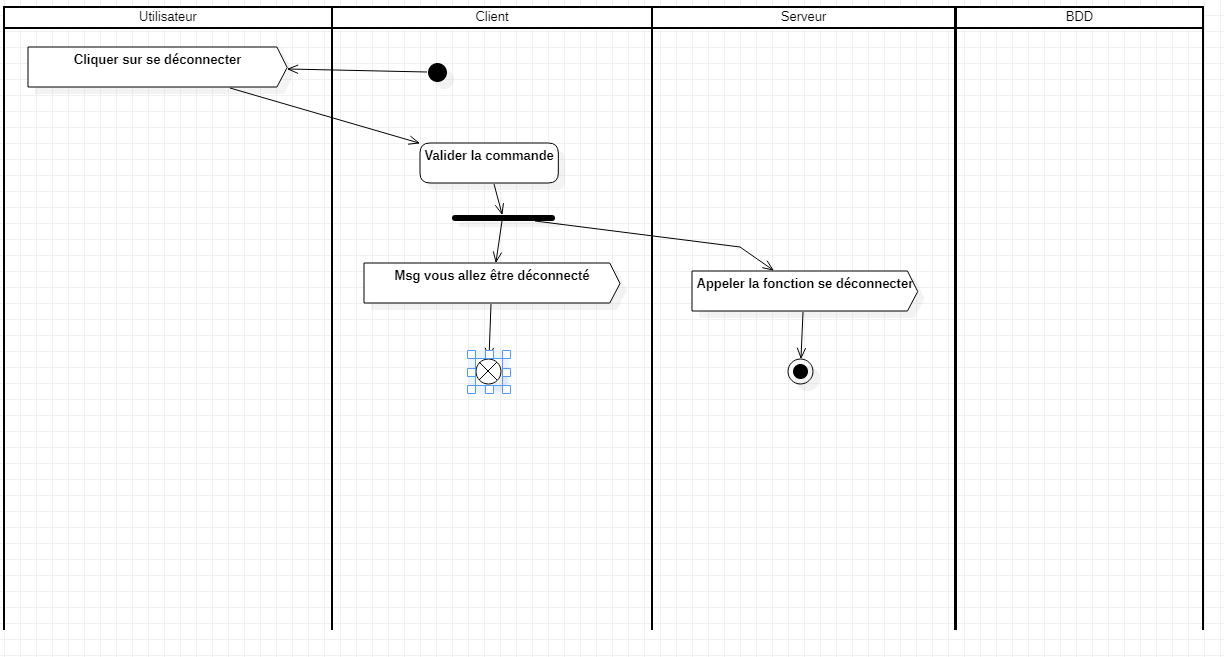 Utilisateur
Client
Serveur
BDD
Cliquer sur se déconnecter
Valider la commande
Msg vous allez être déconnecté
Appeler la fonction se déconnecter